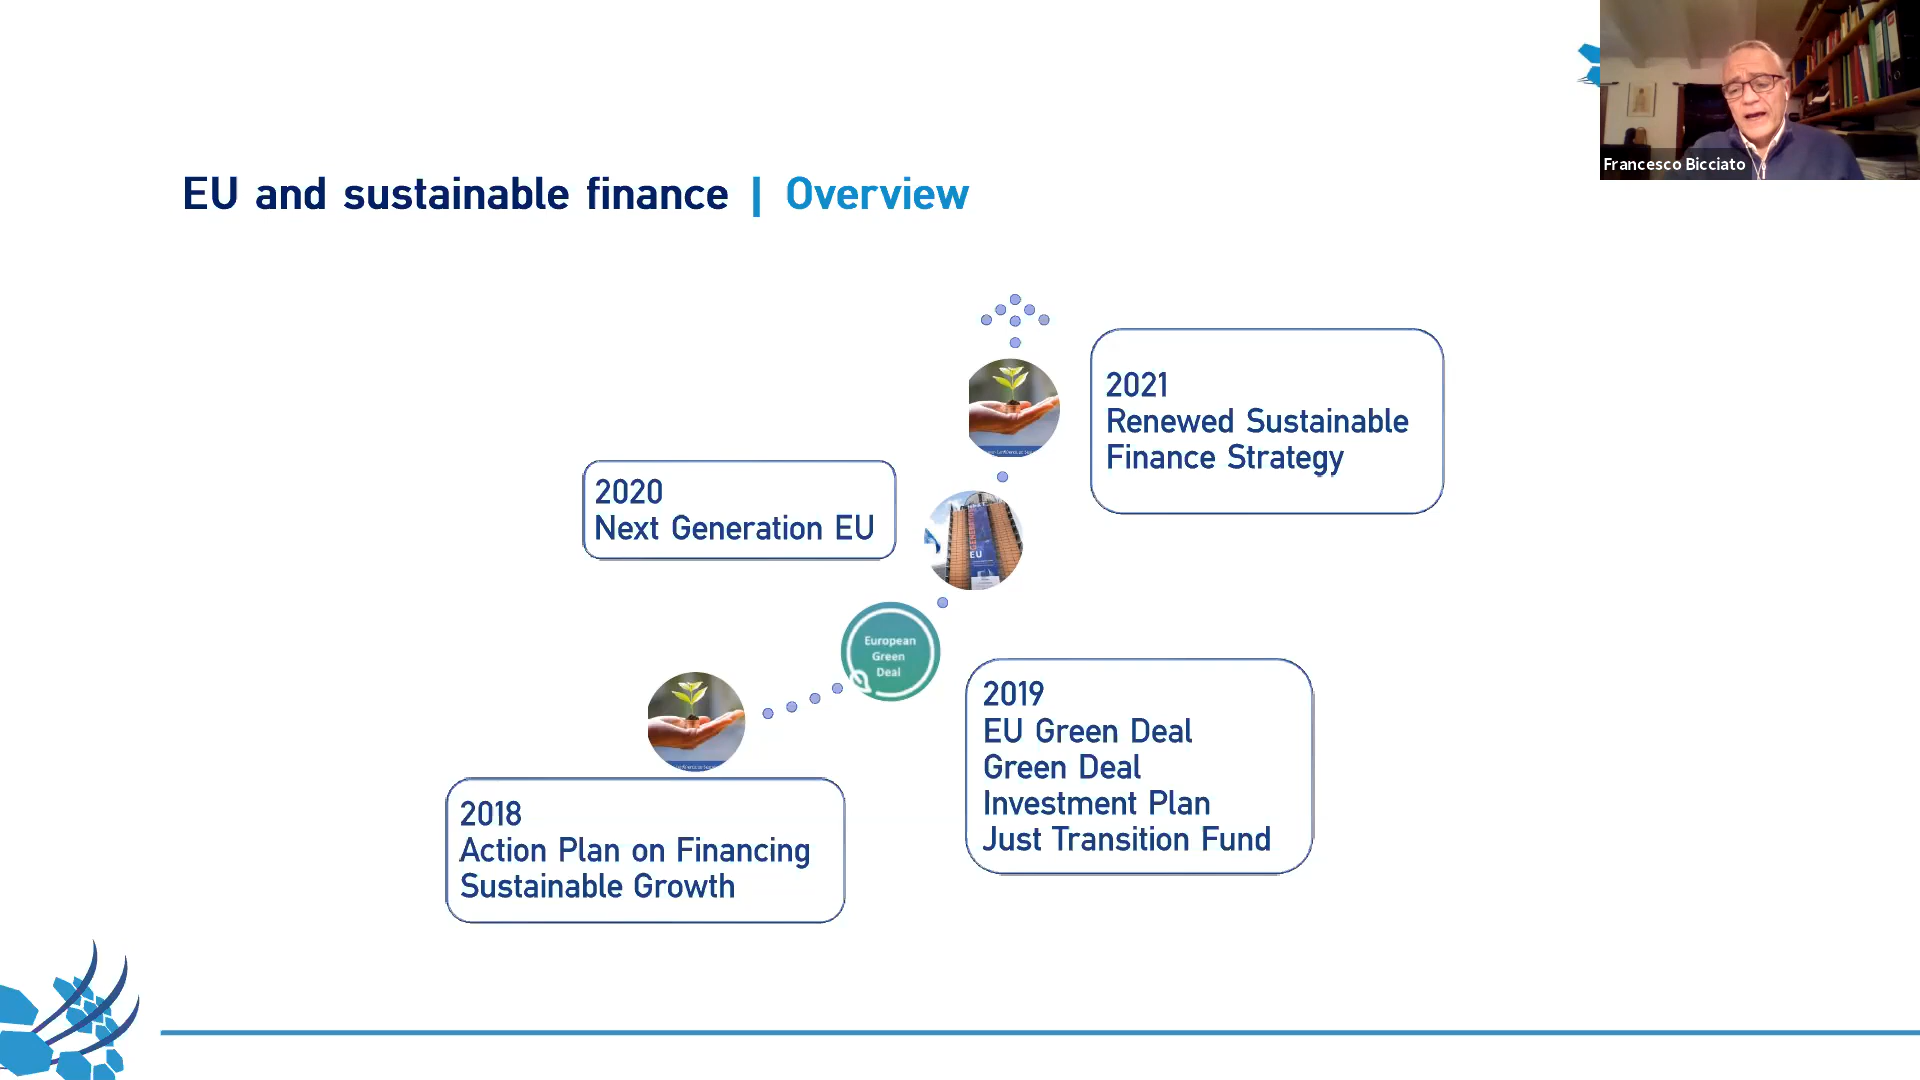 Francesco Bicciato
EU and sustainable finance | Overview
2021
Renewed Sustainable
Finance Strategy
2020
Next Generation EU
EU
European
Green
Deal
2019
EU Green Deal
Green Deal
Investment Plan
Just Transition Fund
2018
Action Plan on Financing
Sustainable Growth